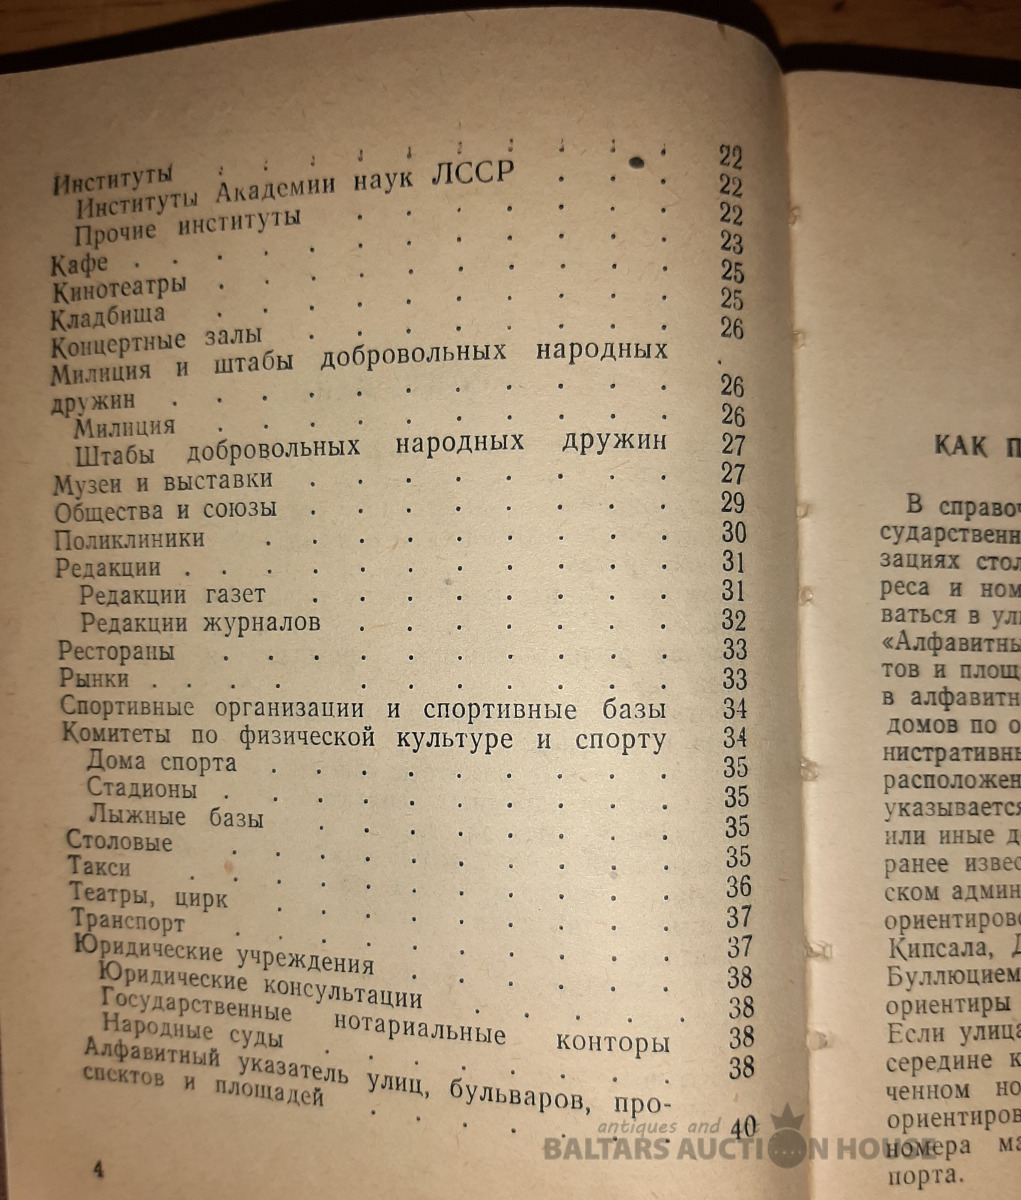 Институты . . . . . . . . . . 22
Институты Академии наук ЛССР . . . 22
Прочие институты . . . . . . . 22
Кафе . . . . . . . . . . . . 23
Кинотеатры . . . . . . . . . . 25
Кладбища . . . . . . . . . . 25
Концертные залы . . . . . . . . 26
Милиция и штабы добровольных народных
дружин . . . . . . . . . . . 26
Милиция . . . . . . . . . . 26
Штабы добровольных народных дружин 27
Музеи и выставки . . . . . . . . 27
Общества и союзы . . . . . . . . 29
Поликлиники . . . . . . . . . 30
Редакции . . . . . . . . . . . 31
Редакции газет . . . . . . . . 31
Редакции журналов . . . . . . . 32
Рестораны . . . . . . . . . . 33
Рынки . . . . . . . . . . . 33
Спортивные организации и спортивные базы 34
Комитеты по физической культуре и спорту 34
Дома спорта . . . . . . . . . 35
Стадионы . . . . . . . . . . 35
Лыжные базы . . . . . . . . 35
Столовые . . . . . . . . . . 35
Такси . . . . . . . . . . . 36
Театры, цирк . . . . . . . . . 37
Транспорт . . . . . . . . . . 37
Юридические учреждения . . . . . . 38
Юридические консультации . . . . . . 38
Государственные нотариальные конторы 38
Народные суды . . . . . . . . 38
Алфавитный указатель улиц, бульваров, про-
спектов и площадей . . . . . . . 40
4
КАК П
В справоч
сударственн
зациях стол
реса и ном
ваться в ули
«Алфавитны
тов и площ
в алфавитн
домов по о
нистративны
расположен
указывается
или иные д
ранее извес
ском админ
ориентирово
Кипсала, Д
Буллюцием
ориентиры
Если улица
середине к
ченном но
ориентиров
номера ма
порта.
antiques and art
BALTARS AUCTION HOUSE